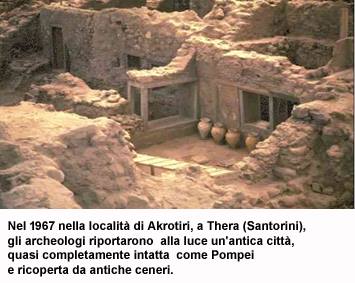 Nel 1967 nella località di Akrotiri, a Thera (Santorini),
gli archeologi riportarono alla luce un'antica città,
quasi completamente intatta come Pompei
e ricoperta da antiche ceneri.